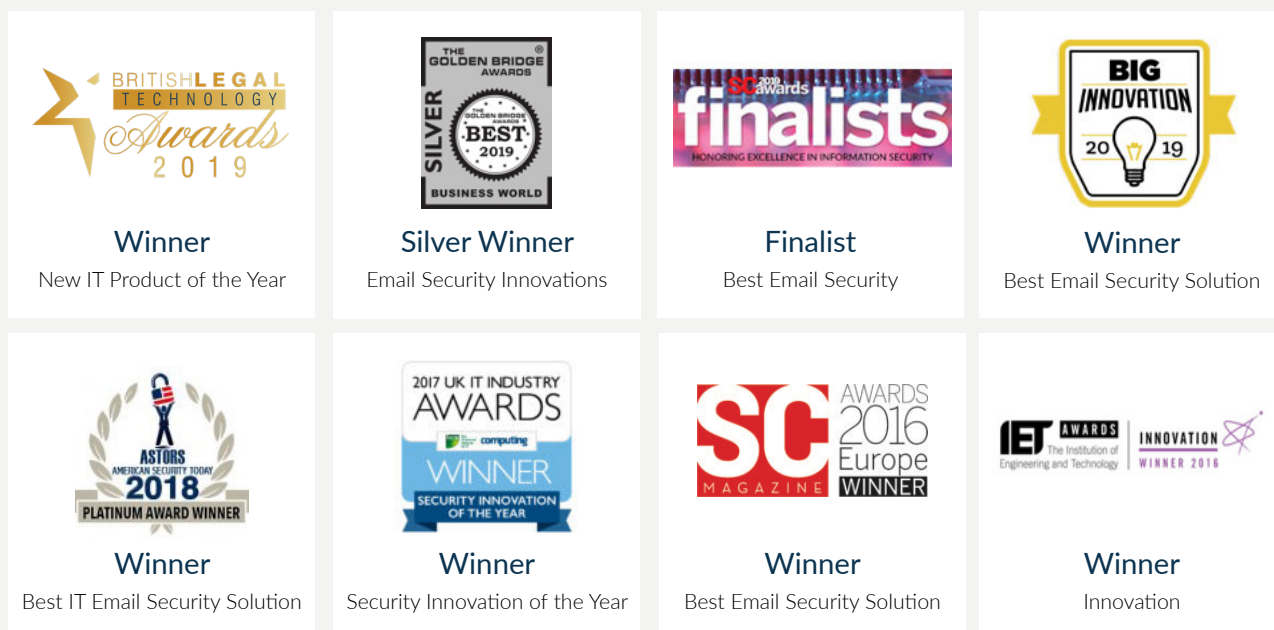 BRITISHLEGAL
TECHNOLOGY
Awards
2019
Winner
New IT Product of the Year
THE ®
GOLDEN BRIDGE
AWARDS
SILVER
THE
GOLDEN BRIDGE
AWARDS
BEST
2019
BUSINESS WORLD
Silver Winner
Email Security Innovations
SC 2019
awards
finalists
HONORING EXCELLENCE IN INFORMATION SECURITY
Finalist
Best Email Security
BIG
INNOVATION
20 19
Winner
Best Email Security Solution
ASTORS
AMERICAN SECURITY TODAY
2018
PLATINUM AWARD WINNER
Winner
Best IT Email Security Solution
2017 UK IT INDUSTRY
AWARDS
computing
WINNER
SECURITY INNOVATION
OF THE YEAR
Winner
Security Innovation of the Year
SC
MAGAZINE
AWARDS
2016
Europe
WINNER
Winner
Best Email Security Solution
IET AWARDS
The Institution of
Engineering and Technology
INNOVATION
WINNER 2016
Winner
Innovation